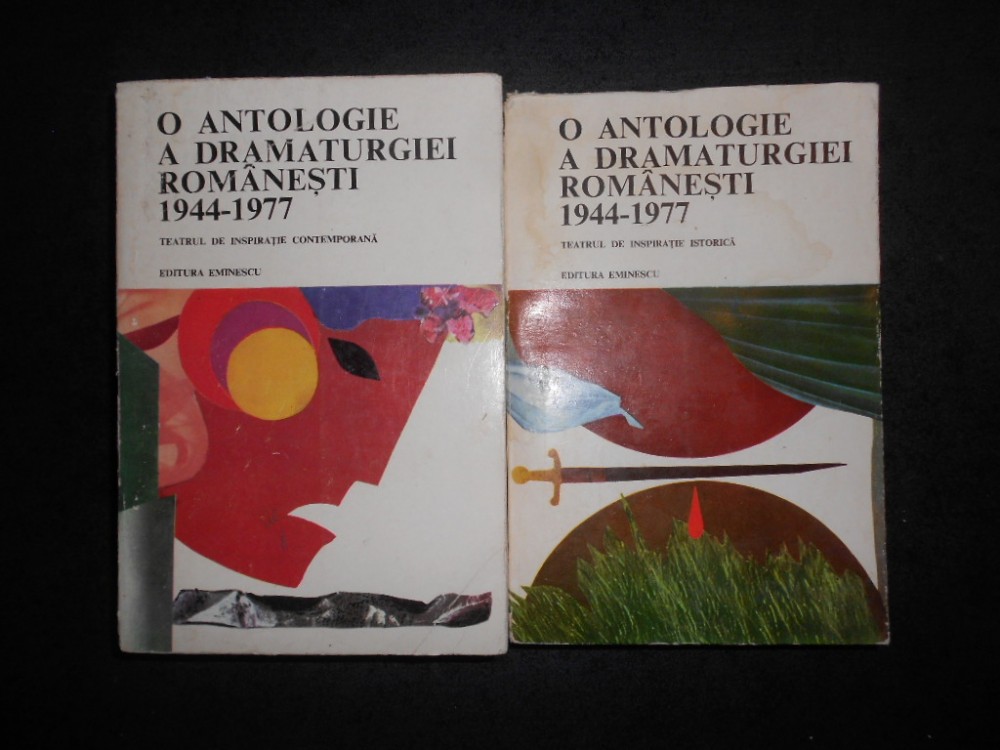 O ANTOLOGIE
A DRAMATURGIEI
ROMÂNEȘTI
1944-1977
TEATRUL DE INSPIRAȚIE CONTEMPORANĂ
EDITURA EMINESCU
O ANTOLOGIE
A DRAMATURGIEI
ROMÂNEȘTI
1944-1977
TEATRUL DE INSPIRAȚIE ISTORICĂ
EDITURA EMINESCU